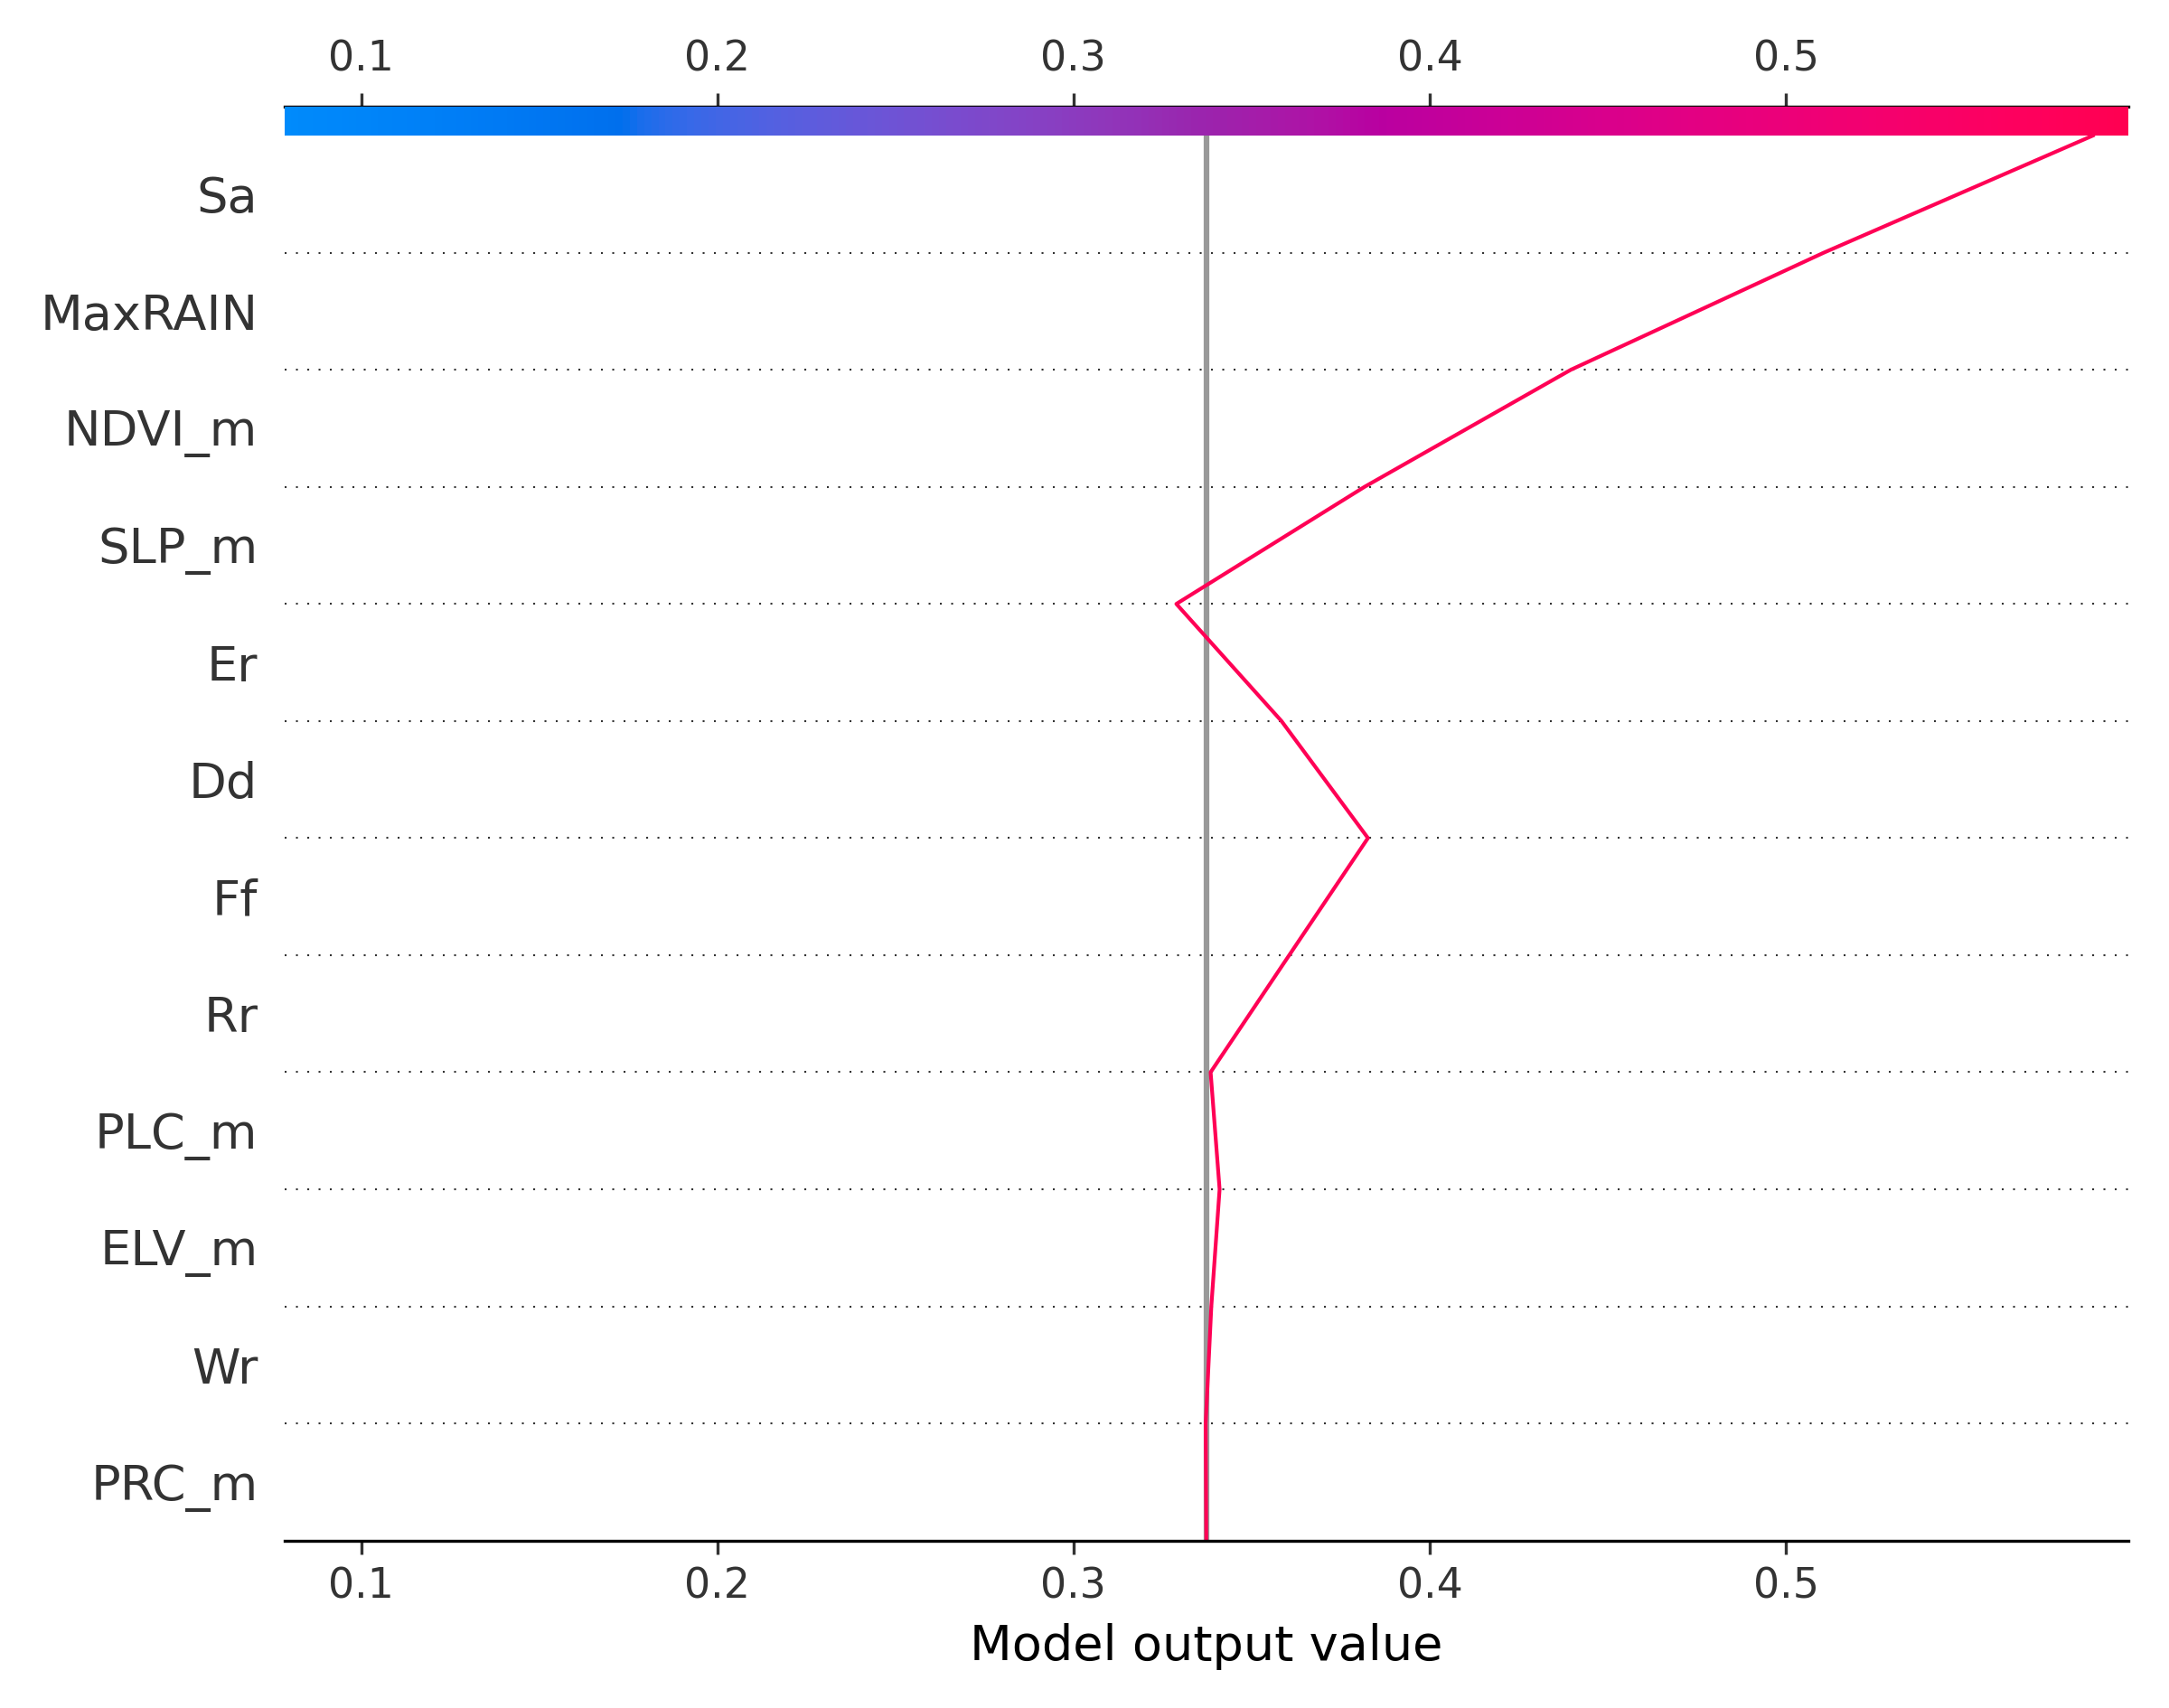 0.1 0.2 0.3 0.4 0.5
Sa
MaxRAIN
NDVI_m
SLP_m
Er
Dd
Ff
Rr
PLC_m
ELV_m
Wr
PRC_m
0.1 0.2 0.3 0.4 0.5
Model output value